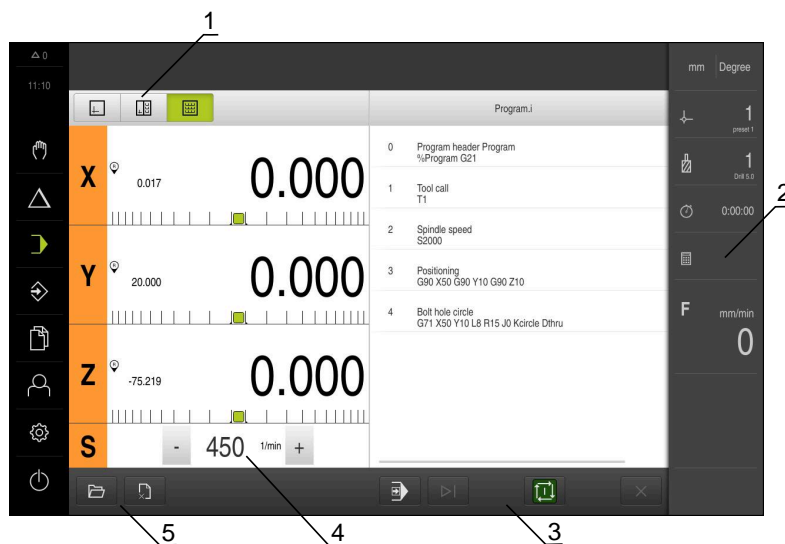 1
0
11:10
mm Degree
Program.i
1
preset 1
X
R
0.017
0.000
0 Program header Program
%Program G21
1 Tool call
T1
1
Drill 5.0
2
0:00:00
2 Spindle speed
S2000
Y
R
20.000
0.000
3 Positioning
G90 X50 G90 Y10 G90 Z10
4 Bolt hole circle
G71 X50 Y10 L8 R15 J0 Kcircle Dthru
F mm/min
0
Z
R
-75.219
0.000
S - 450 1/min +
5
4
3